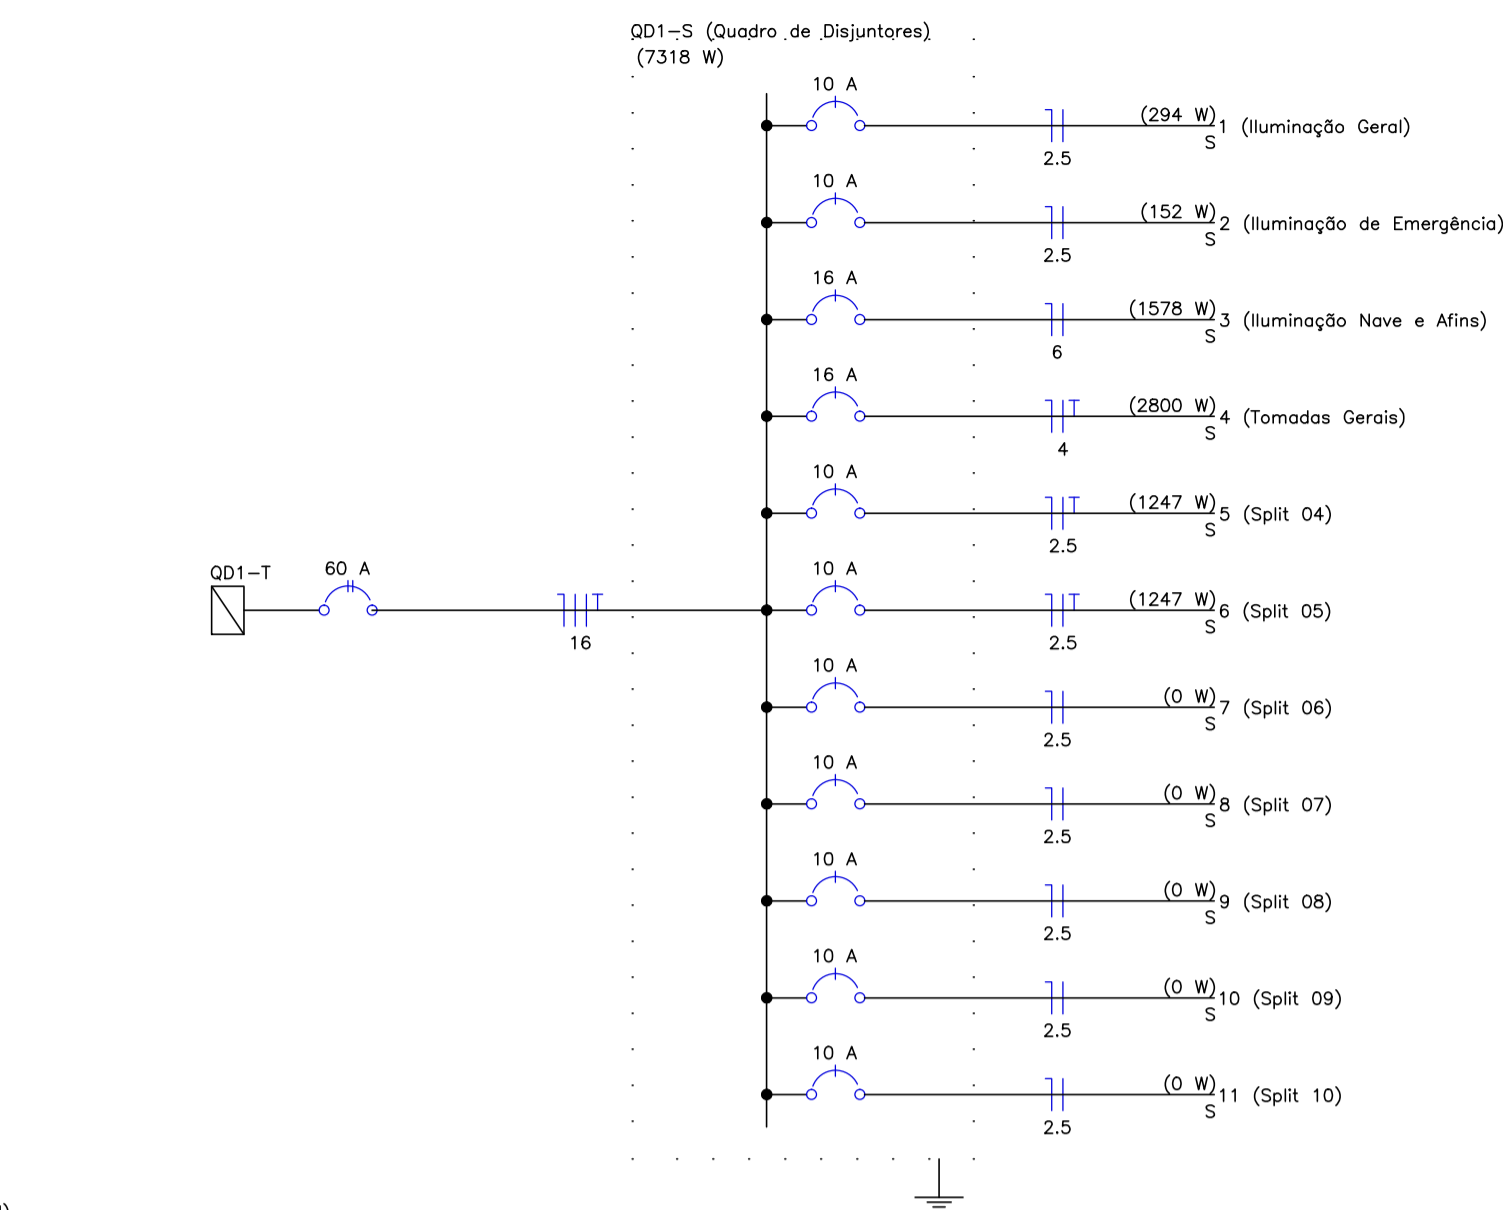 QD1-S (Quadro de Disjuntores)
(7318 W)
10 A
(294 W)
1 (Iluminação Geral)
S
2.5
10 A
(152 W)
2 (Iluminação de Emergência)
S
2.5
16 A
(1578 W)
3 (Iluminação Nave e Afins)
S
6
16 A
T
(2800 W)
4 (Tomadas Gerais)
S
4
10 A
T
(1247 W)
5 (Split 04)
S
2.5
QD1-T
60 A
T
16
10 A
T
(1247 W)
6 (Split 05)
S
2.5
10 A
(0 W)
7 (Split 06)
S
2.5
10 A
(0 W)
8 (Split 07)
S
2.5
10 A
(0 W)
9 (Split 08)
S
2.5
10 A
(0 W)
10 (Split 09)
S
2.5
10 A
(0 W)
11 (Split 10)
S
2.5